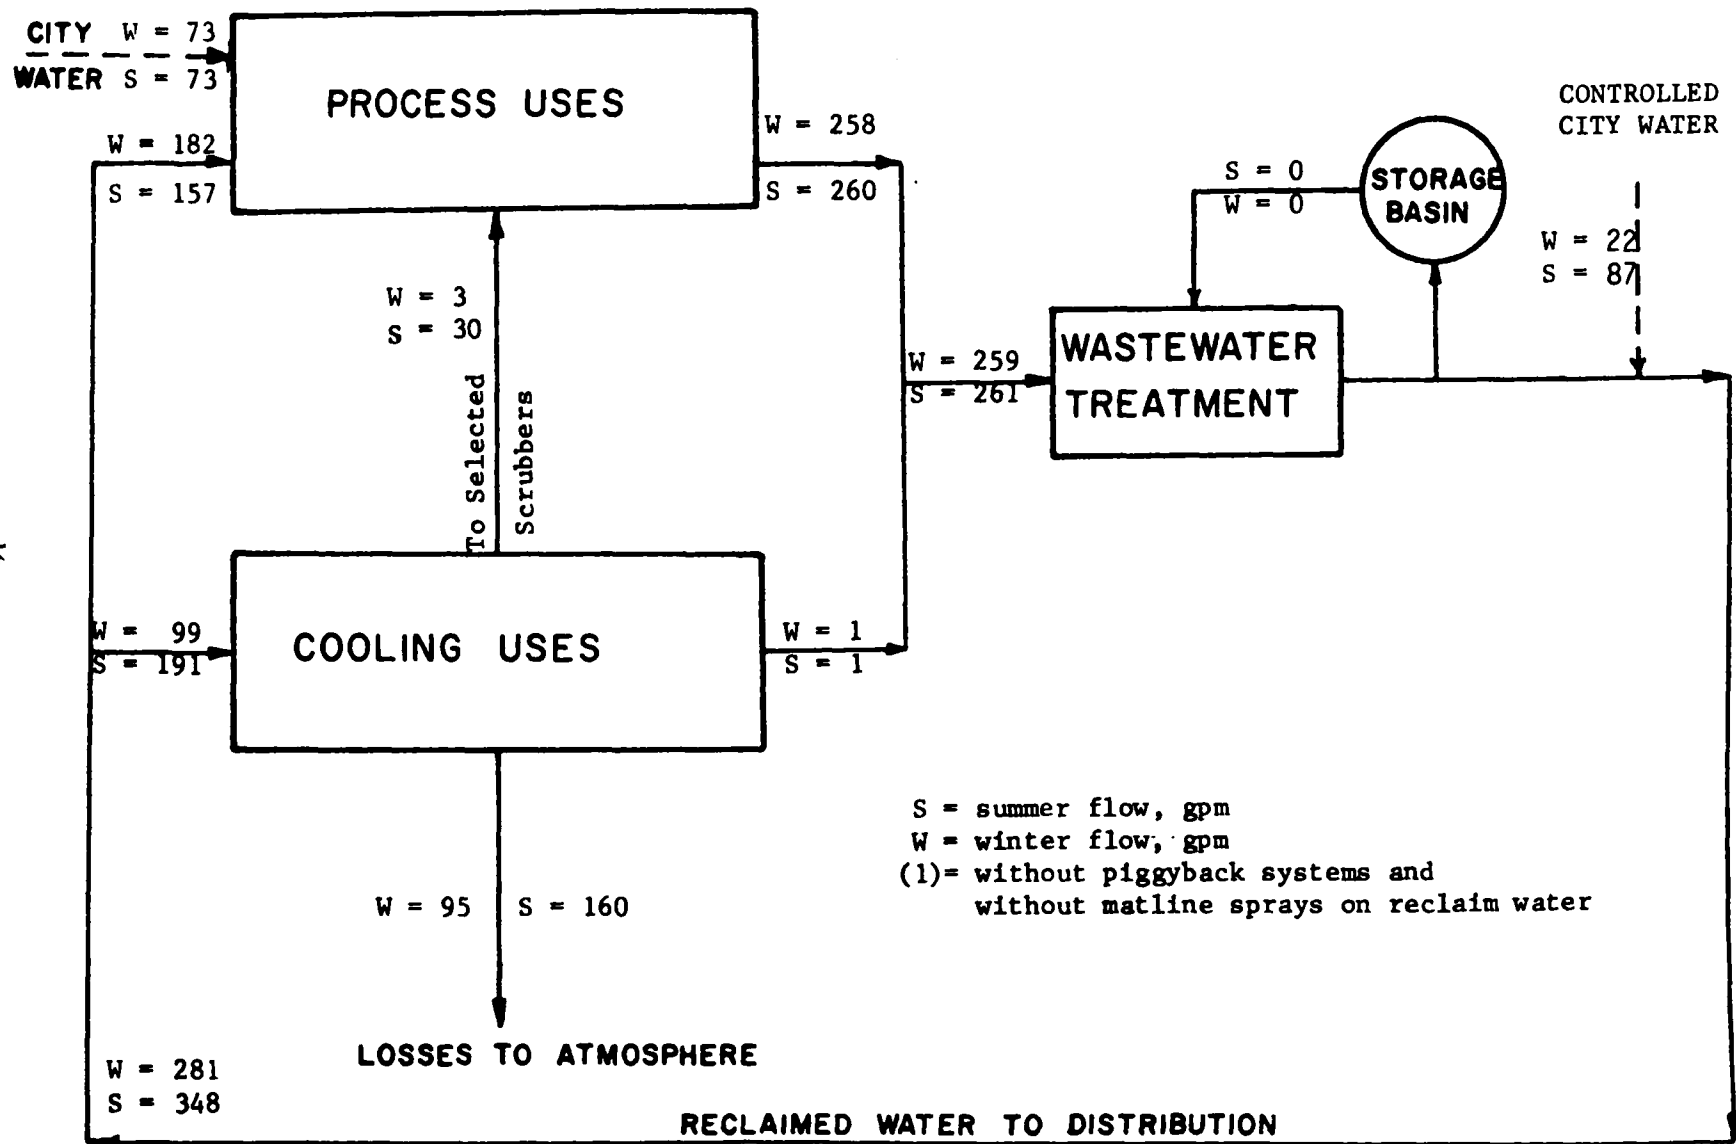 CITY W = 73
WATER S = 73
PROCESS USES
W = 182
S = 157
W = 258
S = 260
CONTROLLED
CITY WATER
S = 0
W = 0
STORAGE
BASIN
W = 22
S = 87
W = 3
S = 30
To Selected
Scrubbers
W = 259
S = 261
WASTEWATER
TREATMENT
W = 99
S = 191
COOLING USES
W = 1
S = 1
S = summer flow, gpm
W = winter flow, gpm
(1)= without piggyback systems and
without matline sprays on reclaim water
W = 95 S = 160
LOSSES TO ATMOSPHERE
W = 281
S = 348
RECLAIMED WATER TO DISTRIBUTION